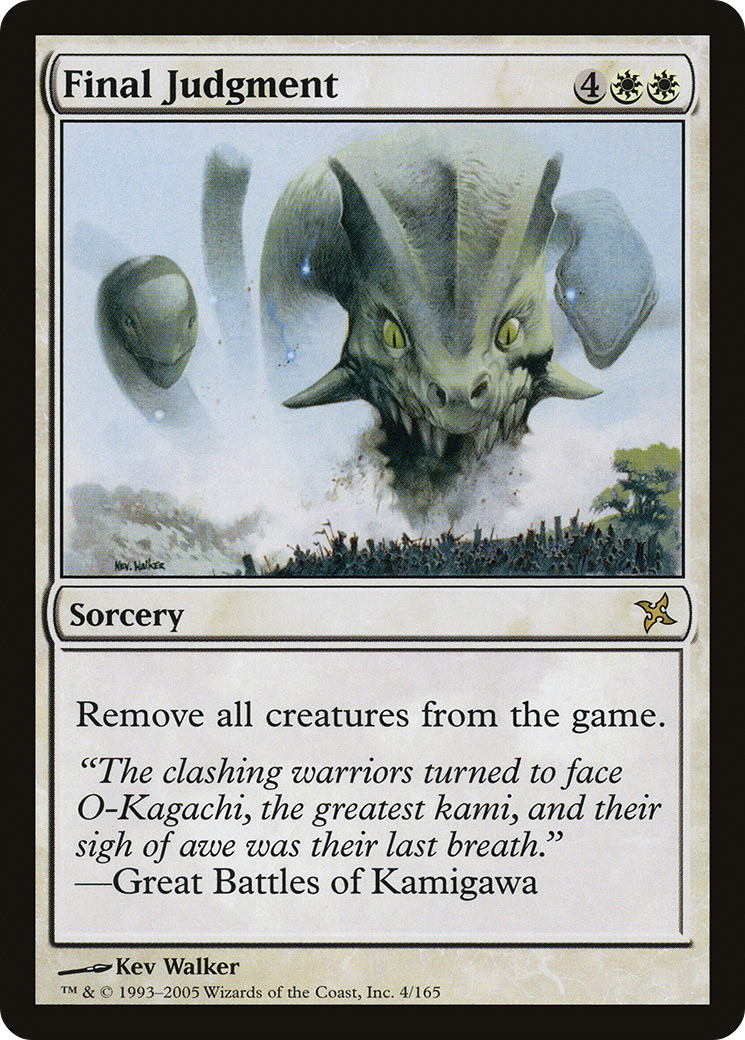 Final Judgment 4
Kev. Walker
Sorcery
Remove all creatures from the game.
“The clashing warriors turned to face
O-Kagachi, the greatest kami, and their
sigh of awe was their last breath.”
—Great Battles of Kamigawa
Kev Walker
™ & © 1993–2005 Wizards of the Coast, Inc. 4/165